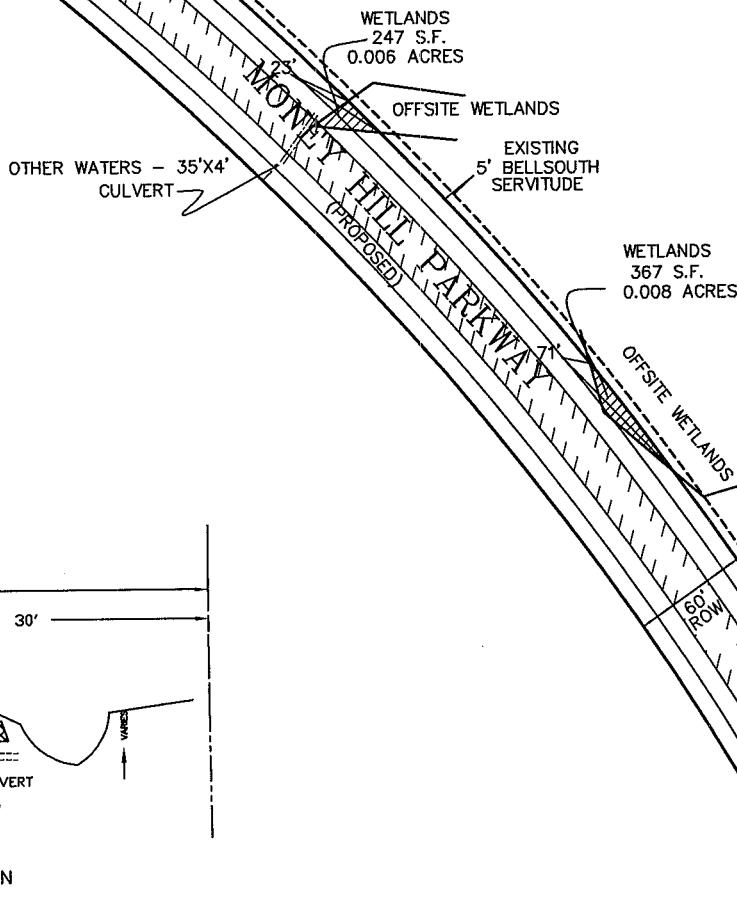 WETLANDS
247 S.F.
0.006 ACRES
23'
OFFSITE WETLANDS
EXISTING
5' BELLSOUTH
SERVITUDE
OTHER WATERS - 35'X4'
CULVERT
MONEY HILL PARKWAY
(PROPOSED)
WETLANDS
367 S.F.
0.008 ACRES
71'
OFFSITE WETLANDS
60'
ROW
30'
VARIES
VERT
N